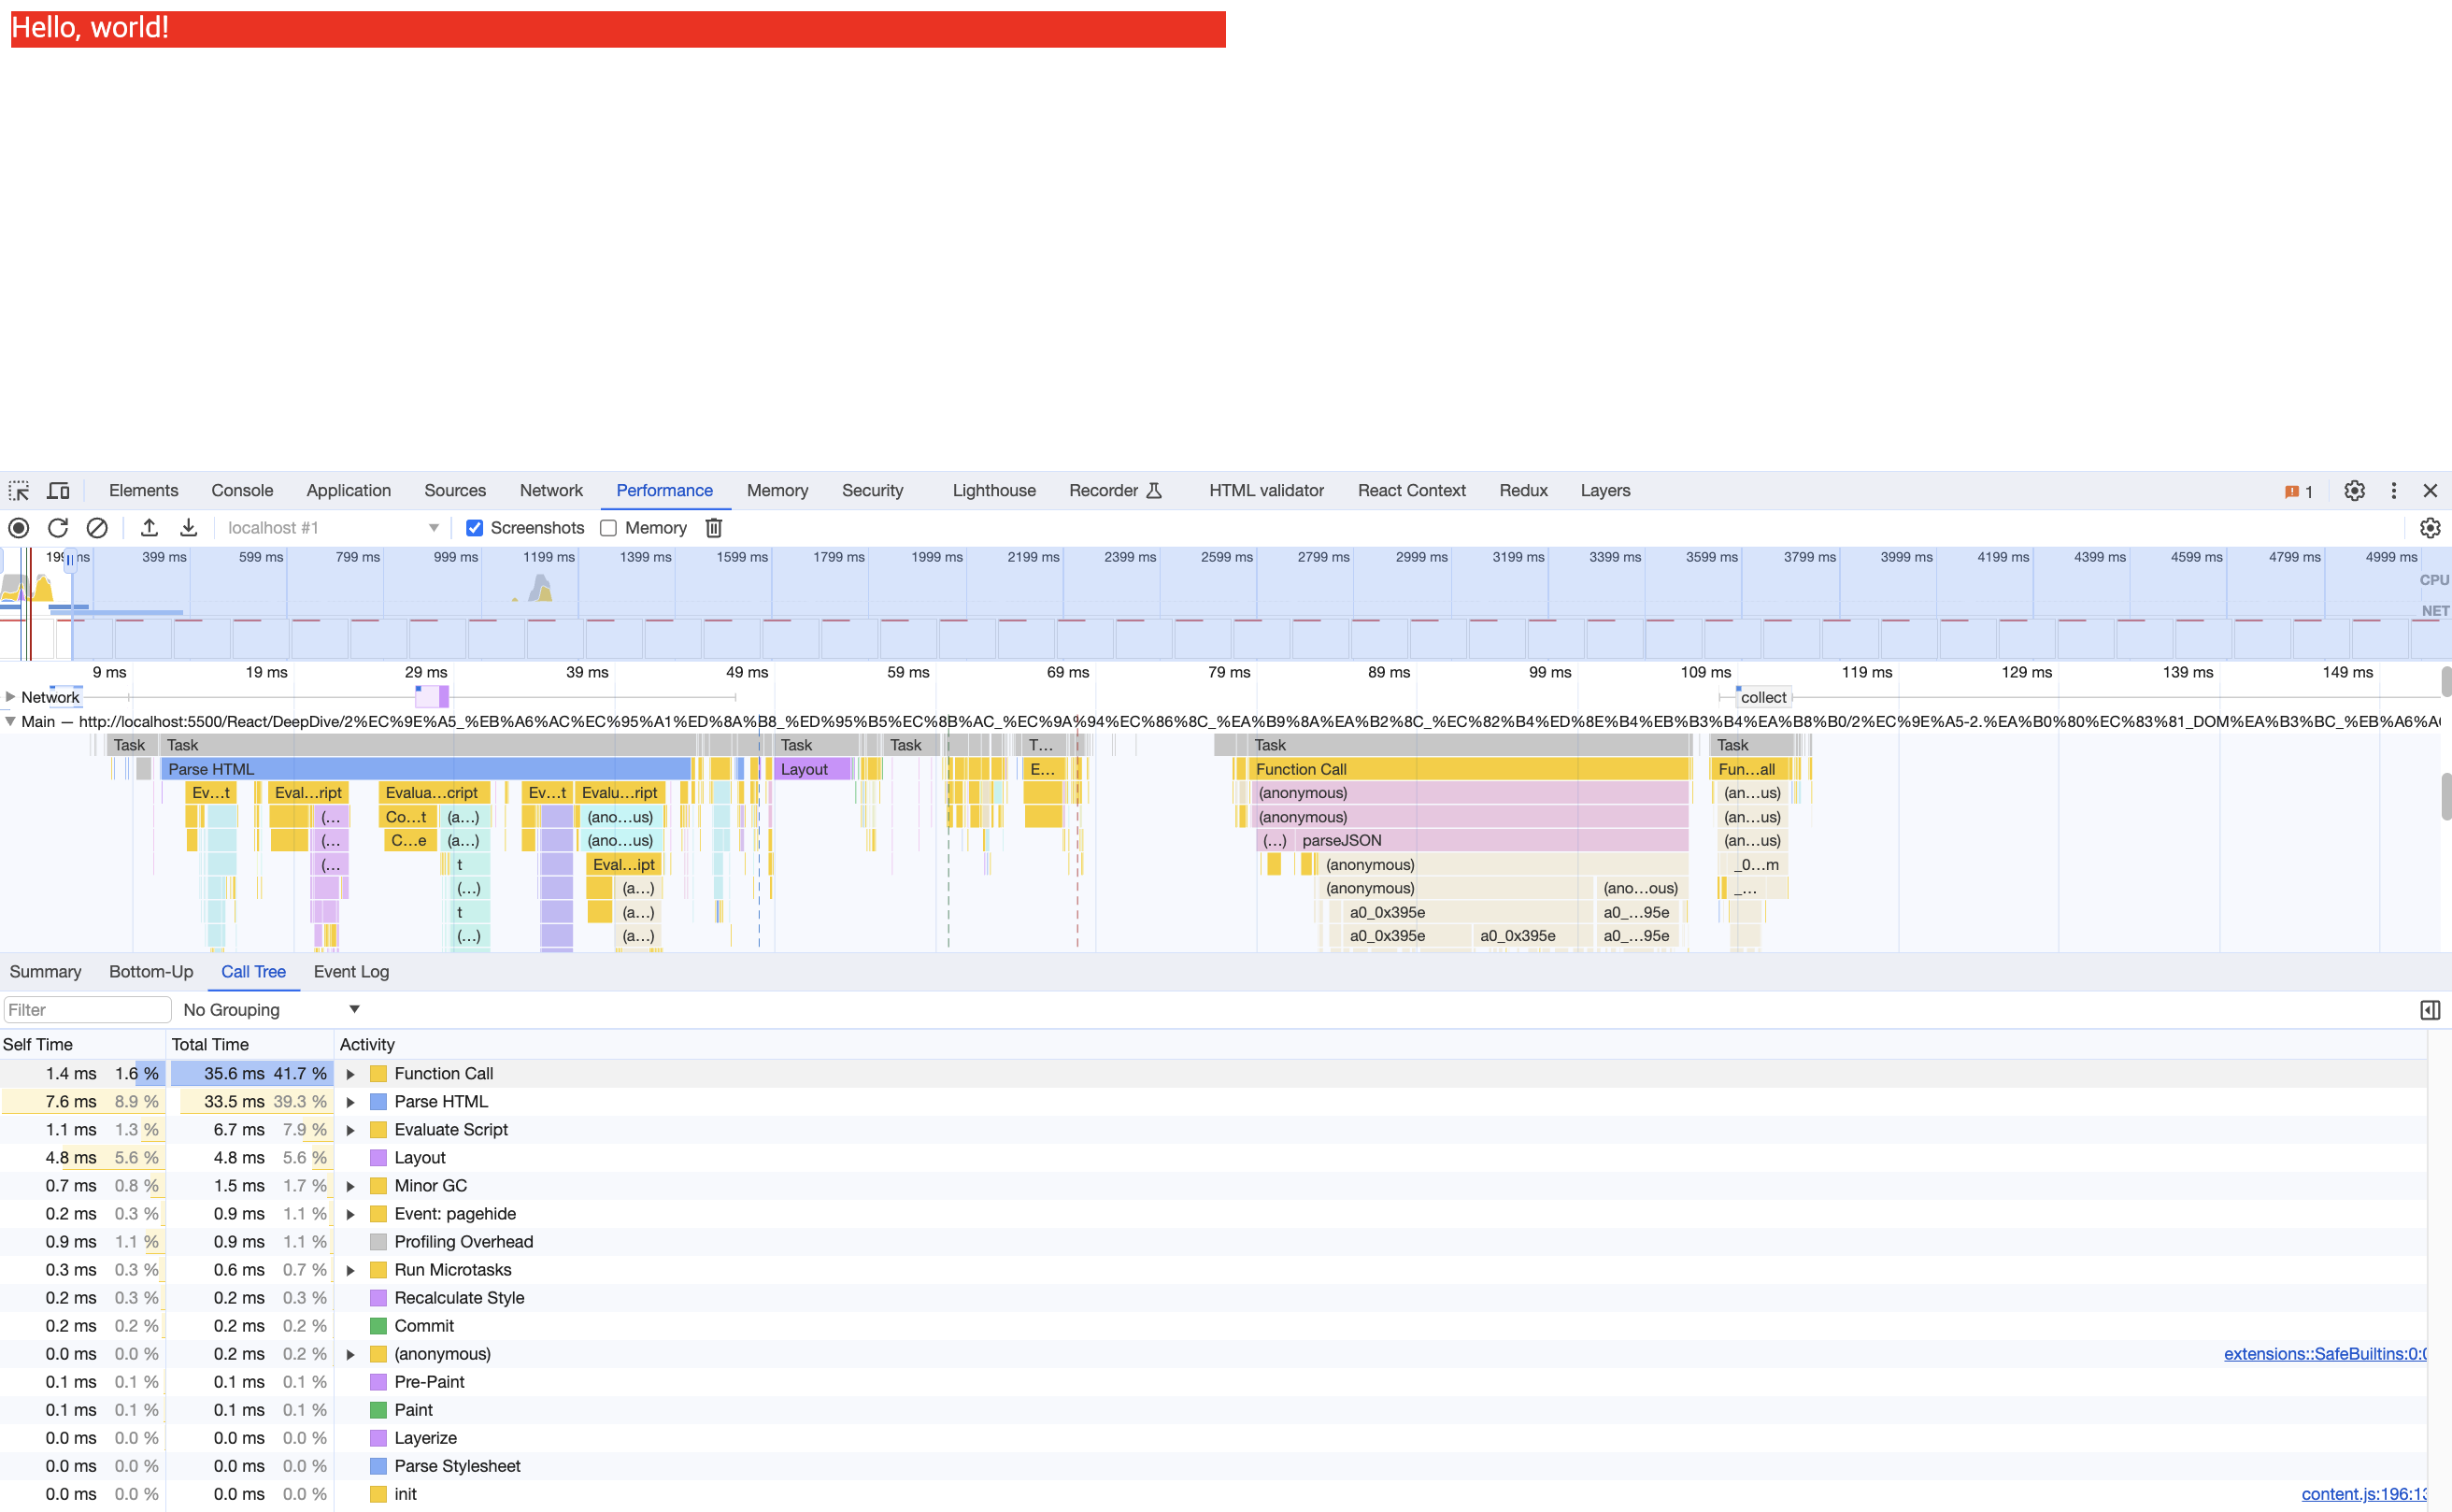 Hello, world!
Elements Console Application Sources Network Performance Memory Security Lighthouse Recorder HTML validator React Context Redux Layers 1
localhost #1 Screenshots Memory
199 ms 399 ms 599 ms 799 ms 999 ms 1199 ms 1399 ms 1599 ms 1799 ms 1999 ms 2199 ms 2399 ms 2599 ms 2799 ms 2999 ms 3199 ms 3399 ms 3599 ms 3799 ms 3999 ms 4199 ms 4399 ms 4599 ms 4799 ms 4999 ms
CPU
NET
9 ms 19 ms 29 ms 39 ms 49 ms 59 ms 69 ms 79 ms 89 ms 99 ms 109 ms 119 ms 129 ms 139 ms 149 ms
Network collect
Main — http://localhost:5500/React/DeepDive/2%EC%9E%A5_%EB%A6%AC%EC%95%A1%ED%8A%B8_%ED%95%B5%EC%8B%AC_%EC%9A%94%EC%86%8C_%EA%B9%8A%EA%B2%8C_%EC%82%B4%ED%8E%B4%EB%B3%B4%EA%B8%B0/2%EC%9E%A5-2.%EA%B0%80%EC%83%81_DOM%EA%B3%BC_%EB%A6%A
Task Task Task Task T... Task Task
Parse HTML Layout E... Function Call Fun...all
Ev...t Eval...ript Evalua...cript Ev...t Evalu...ript (anonymous) (an...us)
(... Co...t (a...) (ano...us) (anonymous) (an...us)
(... C...e (a...) (ano...us) (...) parseJSON (an...us)
(... t Eval...ipt (anonymous) _0...m
(...) (a...) (anonymous) (ano...ous) _...
t (a...) a0_0x395e a0_...95e
(...) (a...) a0_0x395e a0_0x395e a0_...95e
Summary Bottom-Up Call Tree Event Log
Filter No Grouping
Self Time Total Time Activity
1.4 ms 1.6 % 35.6 ms 41.7 % Function Call
7.6 ms 8.9 % 33.5 ms 39.3 % Parse HTML
1.1 ms 1.3 % 6.7 ms 7.9 % Evaluate Script
4.8 ms 5.6 % 4.8 ms 5.6 % Layout
0.7 ms 0.8 % 1.5 ms 1.7 % Minor GC
0.2 ms 0.3 % 0.9 ms 1.1 % Event: pagehide
0.9 ms 1.1 % 0.9 ms 1.1 % Profiling Overhead
0.3 ms 0.3 % 0.6 ms 0.7 % Run Microtasks
0.2 ms 0.3 % 0.2 ms 0.3 % Recalculate Style
0.2 ms 0.2 % 0.2 ms 0.2 % Commit
0.0 ms 0.0 % 0.2 ms 0.2 % (anonymous) extensions::SafeBuiltins:0:0
0.1 ms 0.1 % 0.1 ms 0.1 % Pre-Paint
0.1 ms 0.1 % 0.1 ms 0.1 % Paint
0.0 ms 0.0 % 0.0 ms 0.0 % Layerize
0.0 ms 0.0 % 0.0 ms 0.0 % Parse Stylesheet
0.0 ms 0.0 % 0.0 ms 0.0 % init content.js:196:13